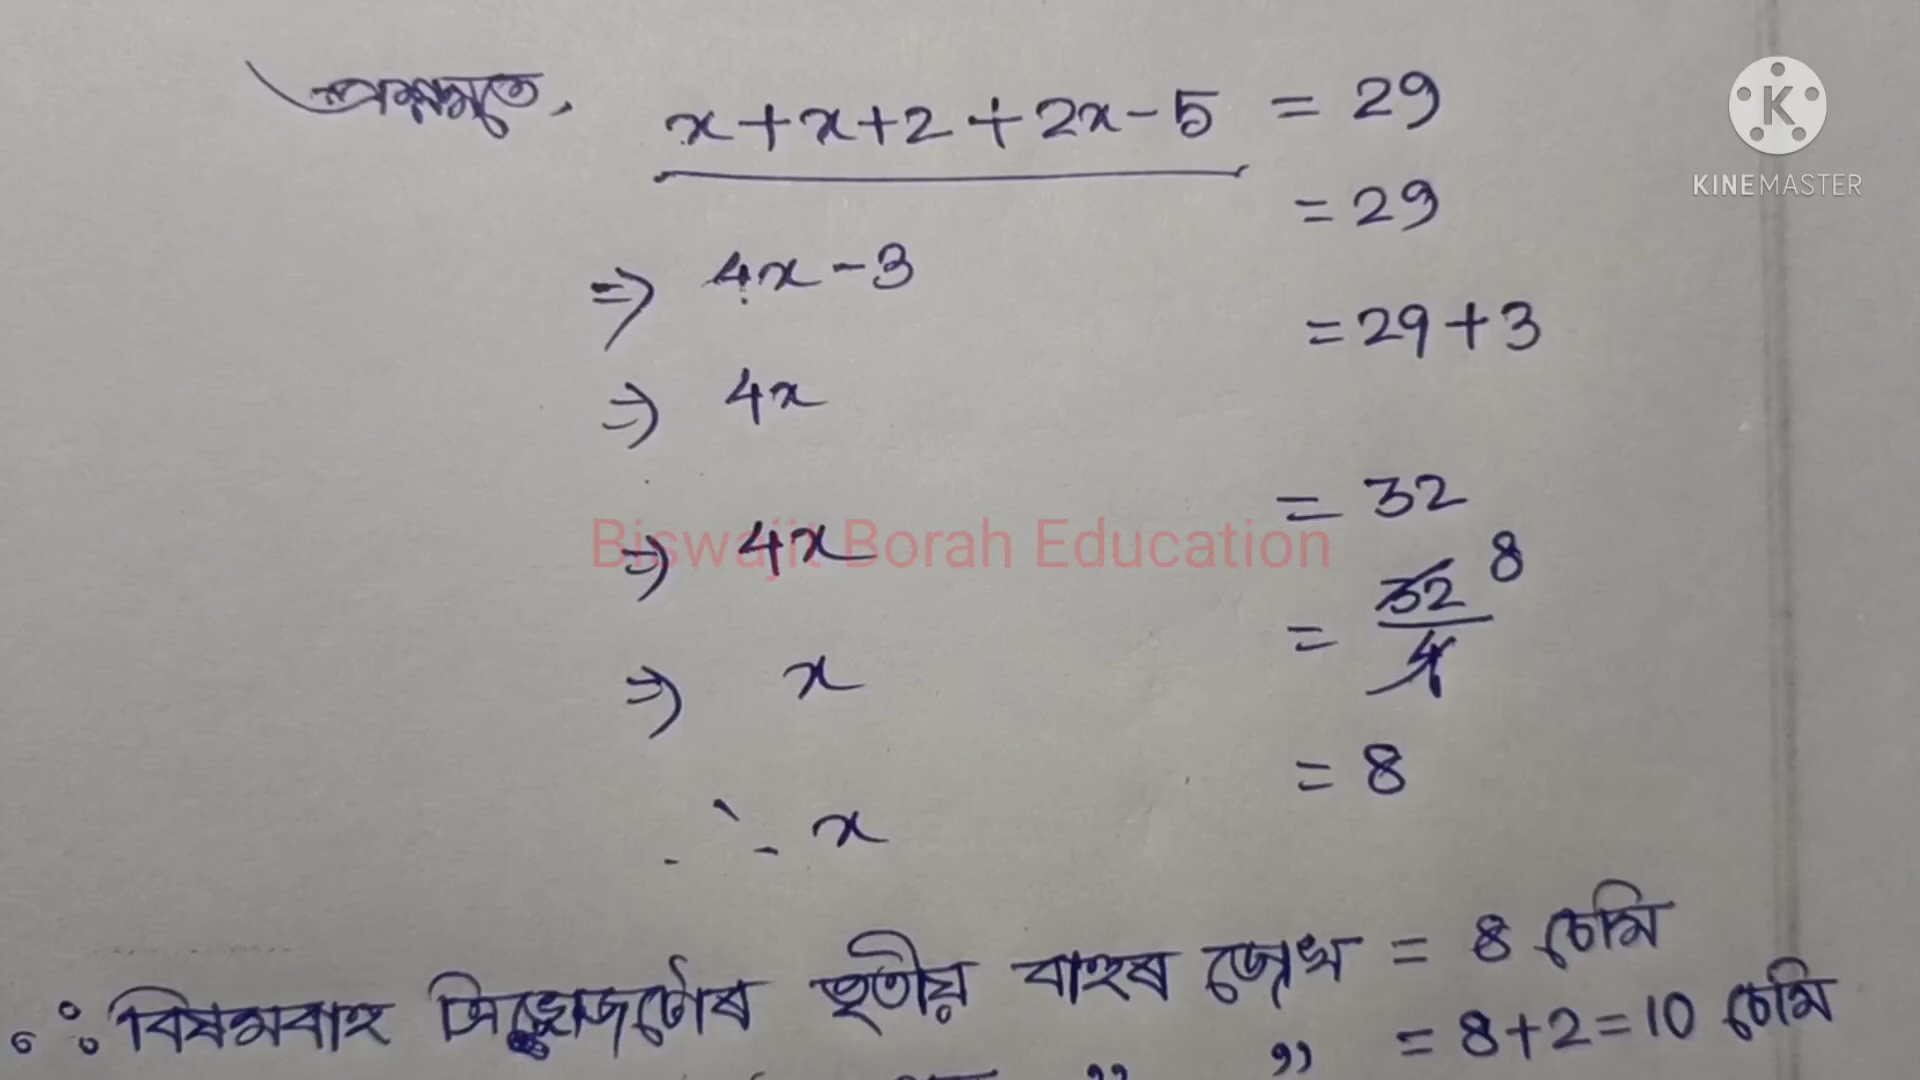 প্ৰশ্নমতে, x+x+2+2x-5 = 29
K
KINEMASTER
⇒ 4x-3 = 29
⇒ 4x = 29+3
⇒ 4x = 32
Biswajit Borah Education
⇒ x = 32/4 8
∴ x = 8
∴ বিষমবাহু ত্ৰিভুজটোৰ তৃতীয় বাহুৰ জোখ = 8 চেমি
" " = 8+2=10 চেমি